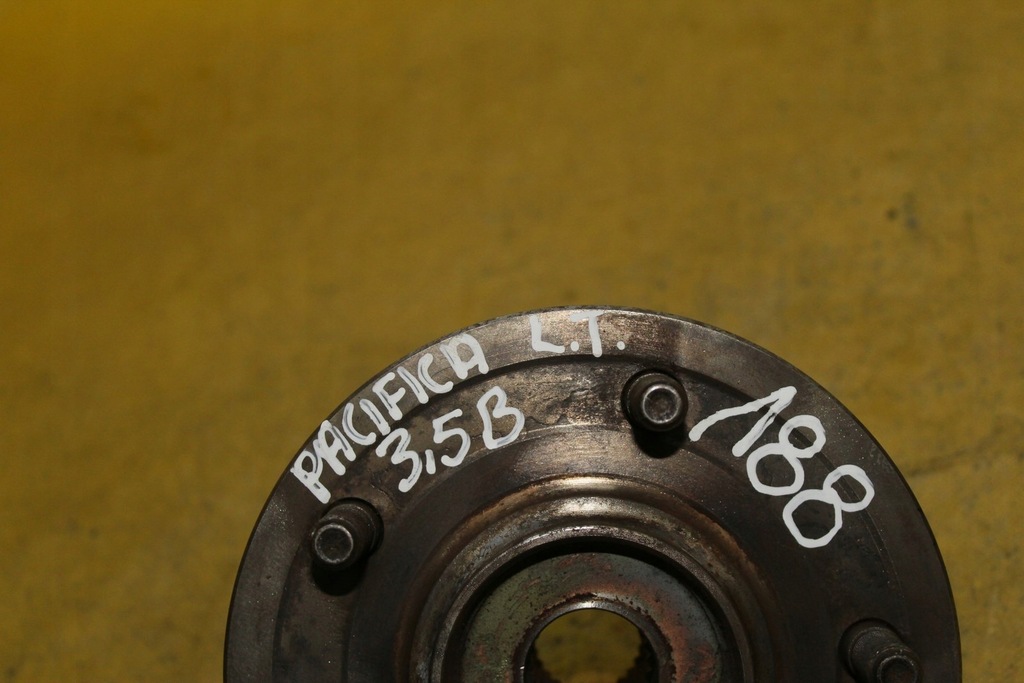 PACIFICA L.T.
3,5B
188